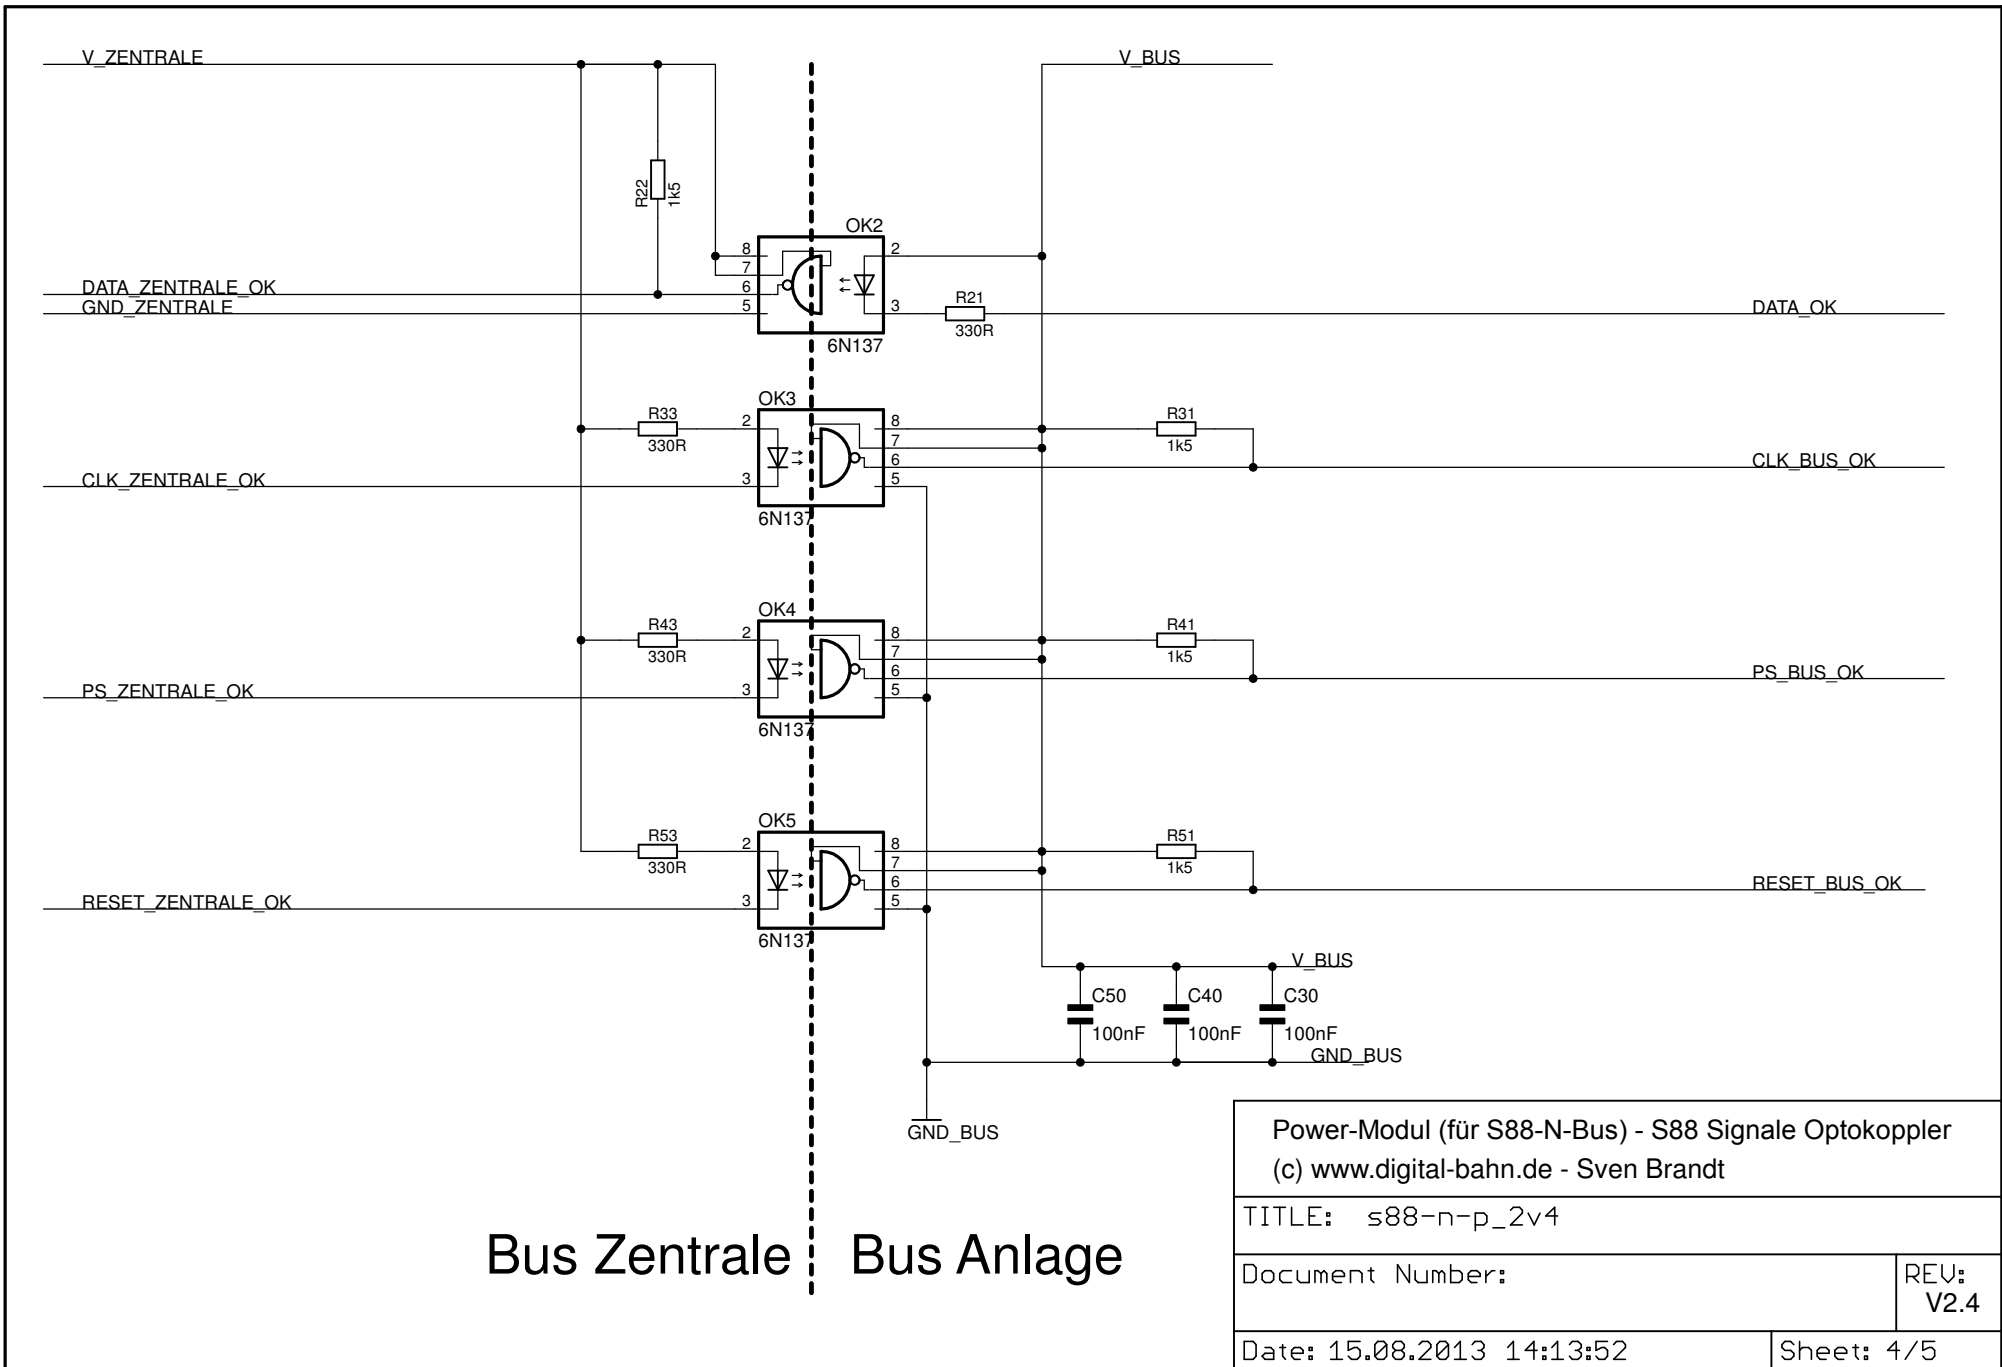 V_ZENTRALE
V_BUS
R22
1k5
OK2
8
7
6
5
2
3
DATA_ZENTRALE_OK
GND_ZENTRALE
R21
330R
DATA_OK
6N137
OK3
R33
330R
2
3
8
7
6
5
R31
1k5
CLK_ZENTRALE_OK
CLK_BUS_OK
6N137
OK4
R43
330R
2
3
8
7
6
5
R41
1k5
PS_ZENTRALE_OK
PS_BUS_OK
6N137
OK5
R53
330R
2
3
8
7
6
5
R51
1k5
RESET_ZENTRALE_OK
RESET_BUS_OK
6N137
V_BUS
C50
100nF
C40
100nF
C30
100nF
GND_BUS
GND_BUS
Bus Zentrale
Bus Anlage
Power-Modul (für S88-N-Bus) - S88 Signale Optokoppler
(c) www.digital-bahn.de - Sven Brandt
TITLE: s88-n-p_2v4
Document Number:
REV:
V2.4
Date: 15.08.2013 14:13:52
Sheet: 4/5